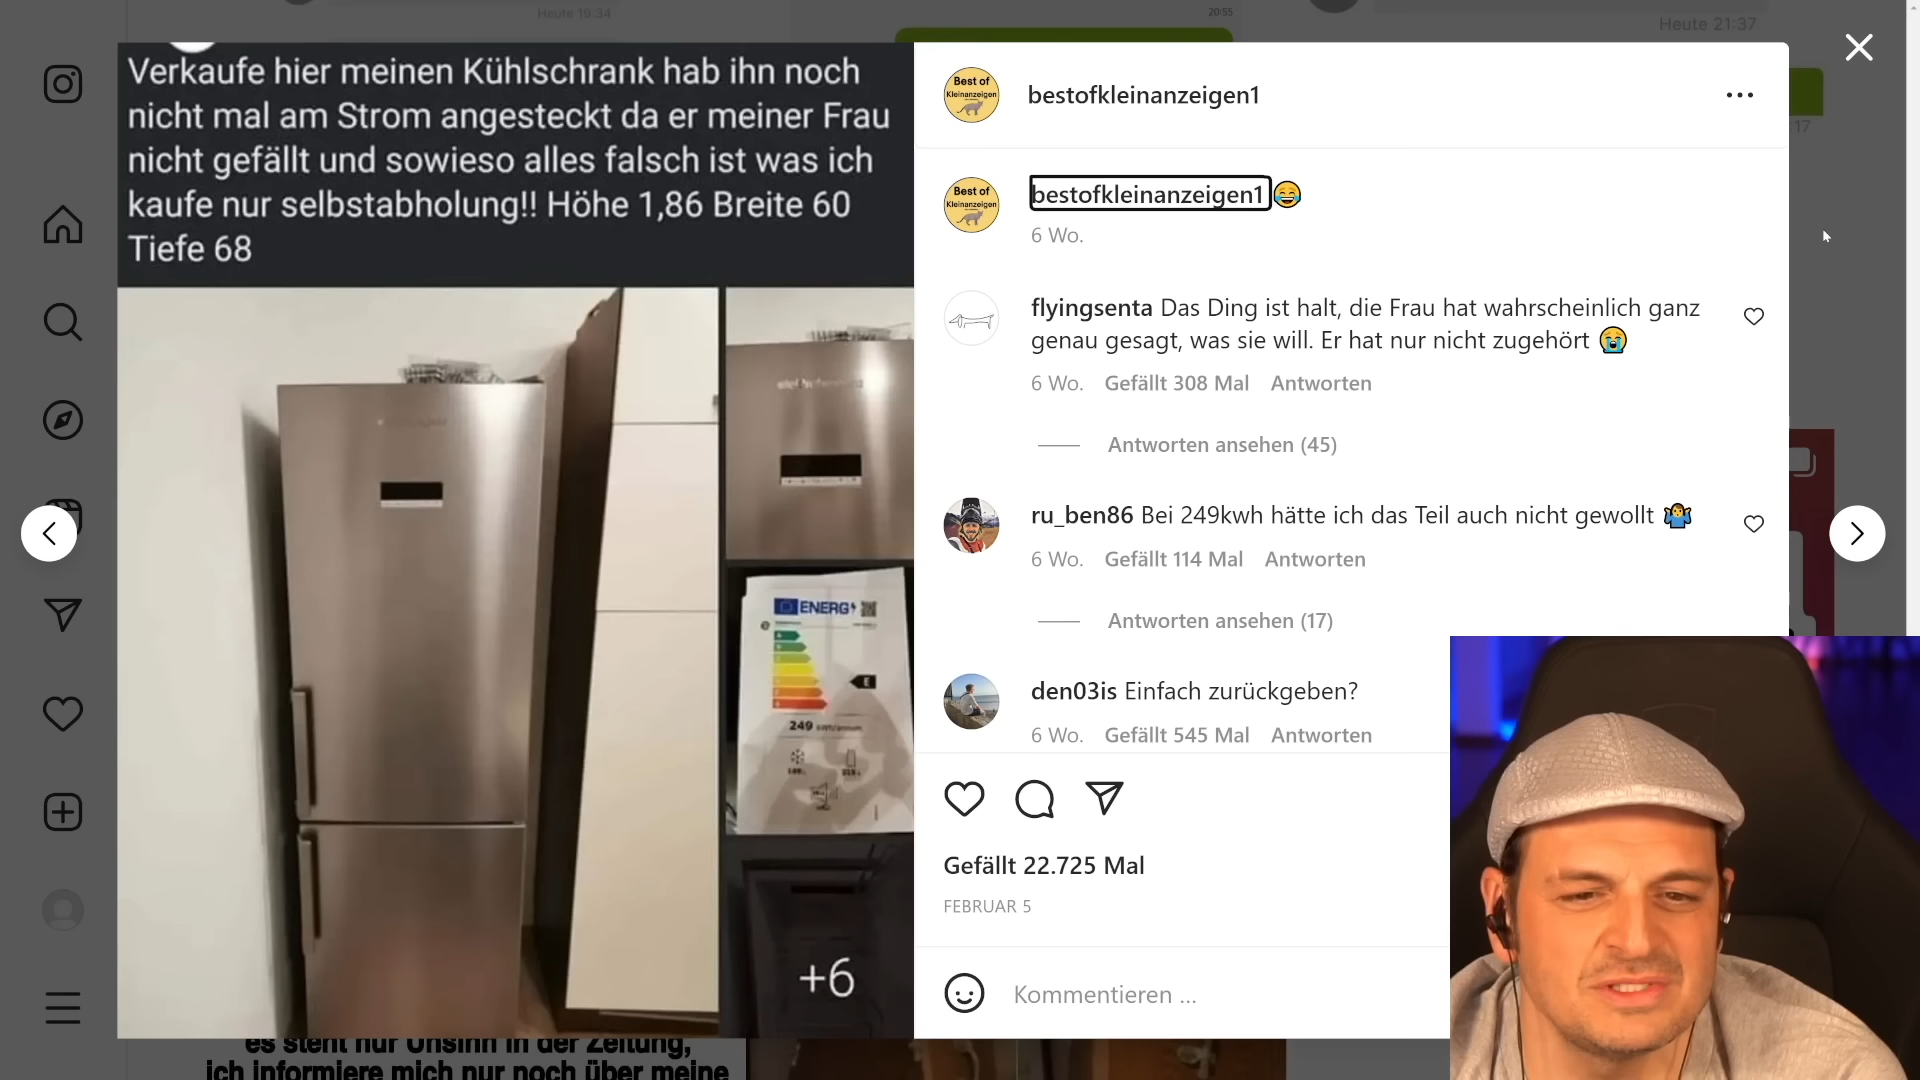 Heute 19:34
20:55
Heute 21:37
17
Verkaufe hier meinen Kühlschrank hab ihn noch
nicht mal am Strom angesteckt da er meiner Frau
nicht gefällt und sowieso alles falsch ist was ich
kaufe nur selbstabholung!! Höhe 1,86 Breite 60
Tiefe 68
ENERG
E
249 kWh/annum
+6
es steht nur Unsinn in der Zeitung,
ich informiere mich nur noch über meine
Best of
Kleinanzeigen
bestofkleinanzeigen1
Best of
Kleinanzeigen
bestofkleinanzeigen1 😂
6 Wo.
flyingsenta Das Ding ist halt, die Frau hat wahrscheinlich ganz
genau gesagt, was sie will. Er hat nur nicht zugehört 😭
6 Wo. Gefällt 308 Mal Antworten
Antworten ansehen (45)
ru_ben86 Bei 249kwh hätte ich das Teil auch nicht gewollt 🤷‍♂️
6 Wo. Gefällt 114 Mal Antworten
Antworten ansehen (17)
den03is Einfach zurückgeben?
6 Wo. Gefällt 545 Mal Antworten
Gefällt 22.725 Mal
FEBRUAR 5
Kommentieren ...